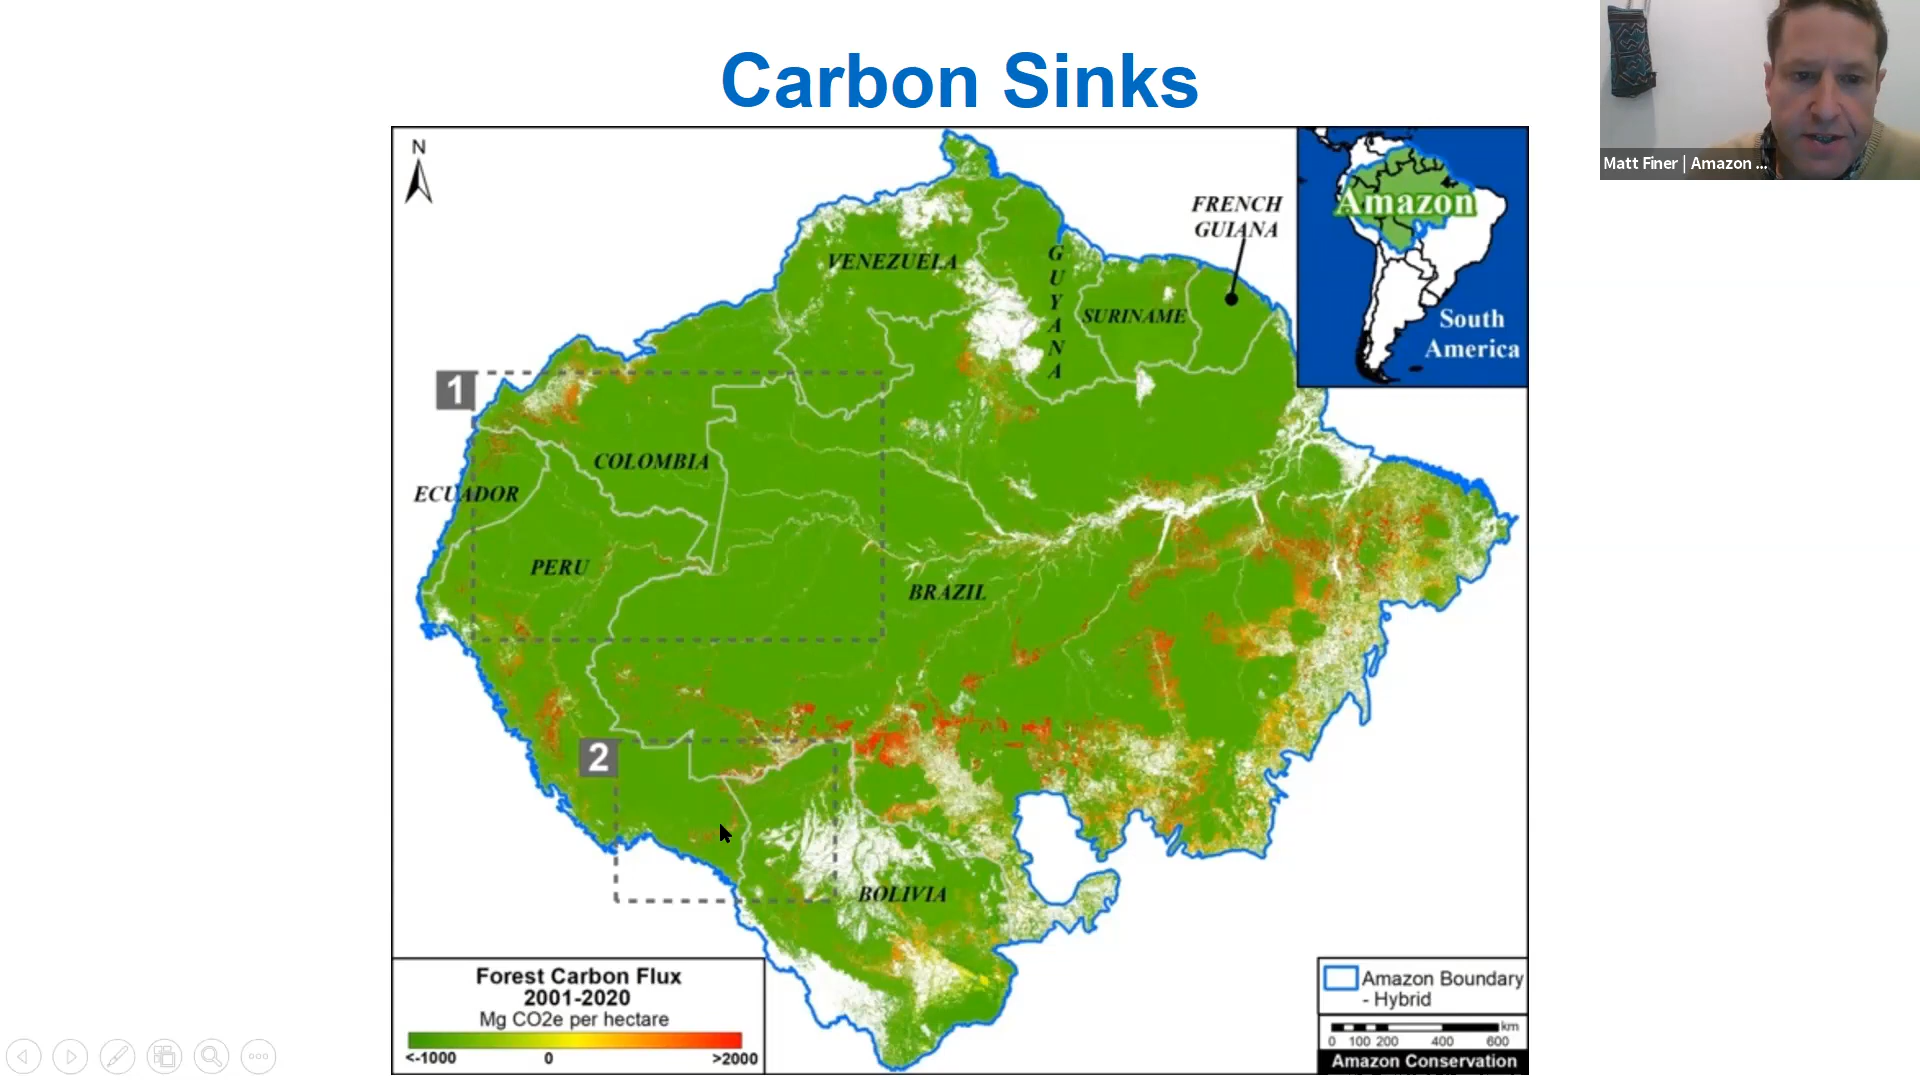 Carbon Sinks
Matt Finer | Amazon ...
N
FRENCH
GUIANA
Amazon
South
America
VENEZUELA
GUYANA
SURINAME
1
COLOMBIA
ECUADOR
PERU
BRAZIL
2
BOLIVIA
Forest Carbon Flux
2001-2020
Mg CO2e per hectare
<-1000 0 >2000
Amazon Boundary
- Hybrid
km
0 100 200 400 600
Amazon Conservation